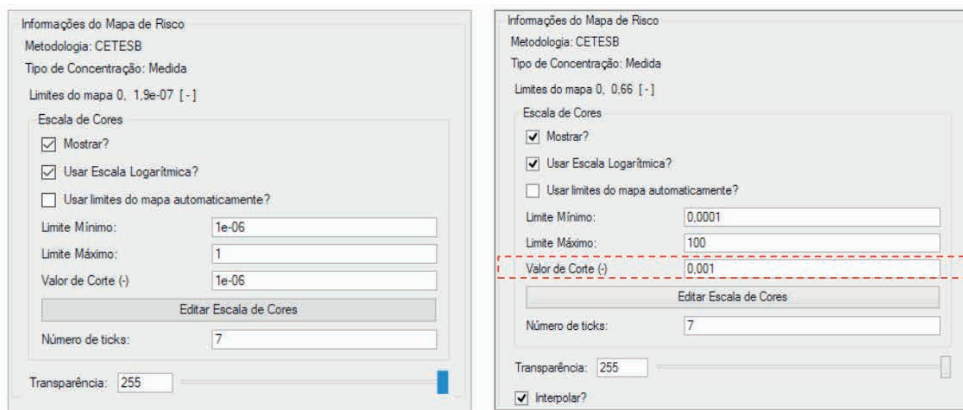 Informações do Mapa de Risco
Metodologia: CETESB
Tipo de Concentração: Medida
Limites do mapa 0, 1,9e-07 [-]
Escala de Cores
Mostrar?
Usar Escala Logarítmica?
Usar limites do mapa automaticamente?
Limite Mínimo: 1e-06
Limite Máximo: 1
Valor de Corte (-) 1e-06
Editar Escala de Cores
Número de ticks: 7
Transparência: 255
Informações do Mapa de Risco
Metodologia: CETESB
Tipo de Concentração: Medida
Limites do mapa 0, 0,66 [-]
Escala de Cores
Mostrar?
Usar Escala Logarítmica?
Usar limites do mapa automaticamente?
Limite Mínimo: 0,0001
Limite Máximo: 100
Valor de Corte (-) 0,001
Editar Escala de Cores
Número de ticks: 7
Transparência: 255
Interpolar?